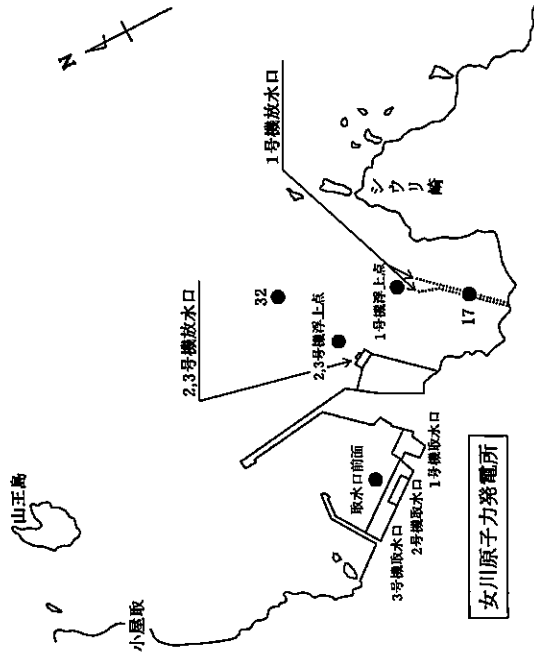 N
1号機放水口
シウリ崎
2,3号機放水口
32
2,3号機浮上点
1号機浮上点
17
山王島
小屋取
取水口前面
1号機取水口
2号機取水口
3号機取水口
女川原子力発電所